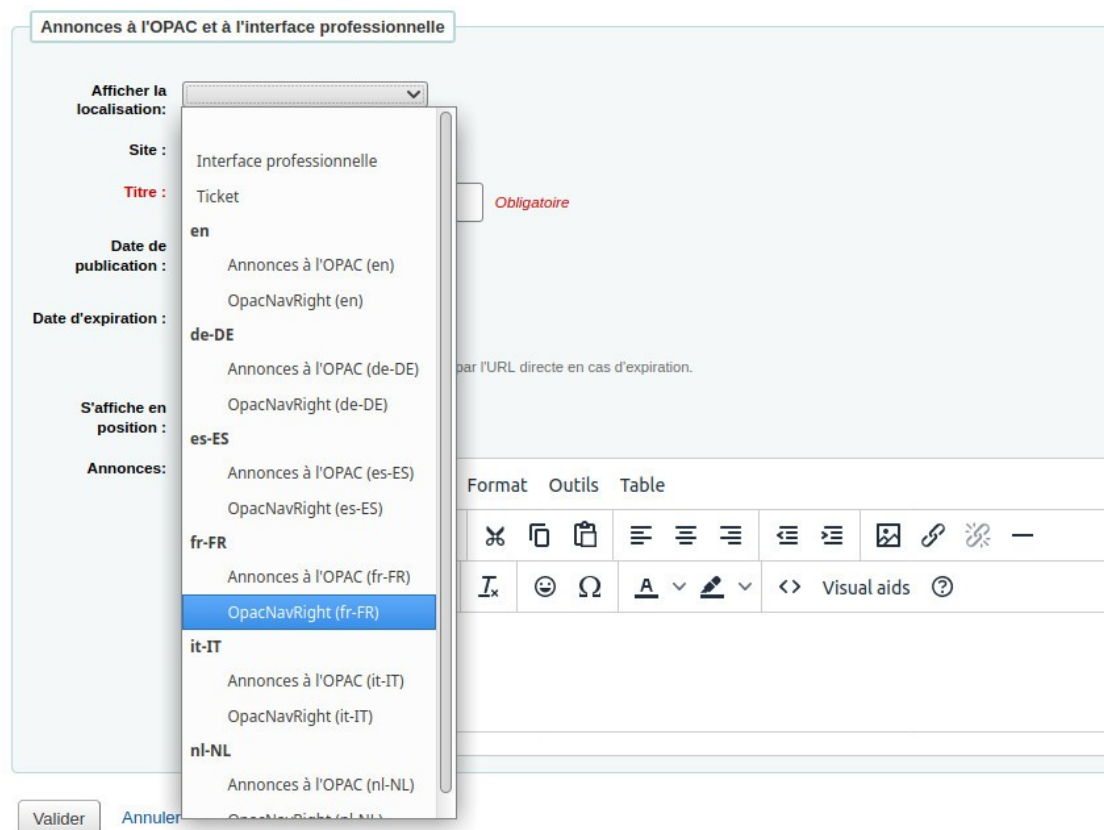 Annonces à l'OPAC et à l'interface professionnelle
Afficher la
localisation:
Site :
Titre :
Obligatoire
Date de
publication :
Date d'expiration :
par l'URL directe en cas d'expiration.
S'affiche en
position :
Annonces:
Interface professionnelle
Ticket
en
Annonces à l'OPAC (en)
OpacNavRight (en)
de-DE
Annonces à l'OPAC (de-DE)
OpacNavRight (de-DE)
es-ES
Annonces à l'OPAC (es-ES)
OpacNavRight (es-ES)
fr-FR
Annonces à l'OPAC (fr-FR)
OpacNavRight (fr-FR)
it-IT
Annonces à l'OPAC (it-IT)
OpacNavRight (it-IT)
nl-NL
Annonces à l'OPAC (nl-NL)
OpacNavRight (nl-NL)
Format Outils Table
Visual aids
Valider Annuler